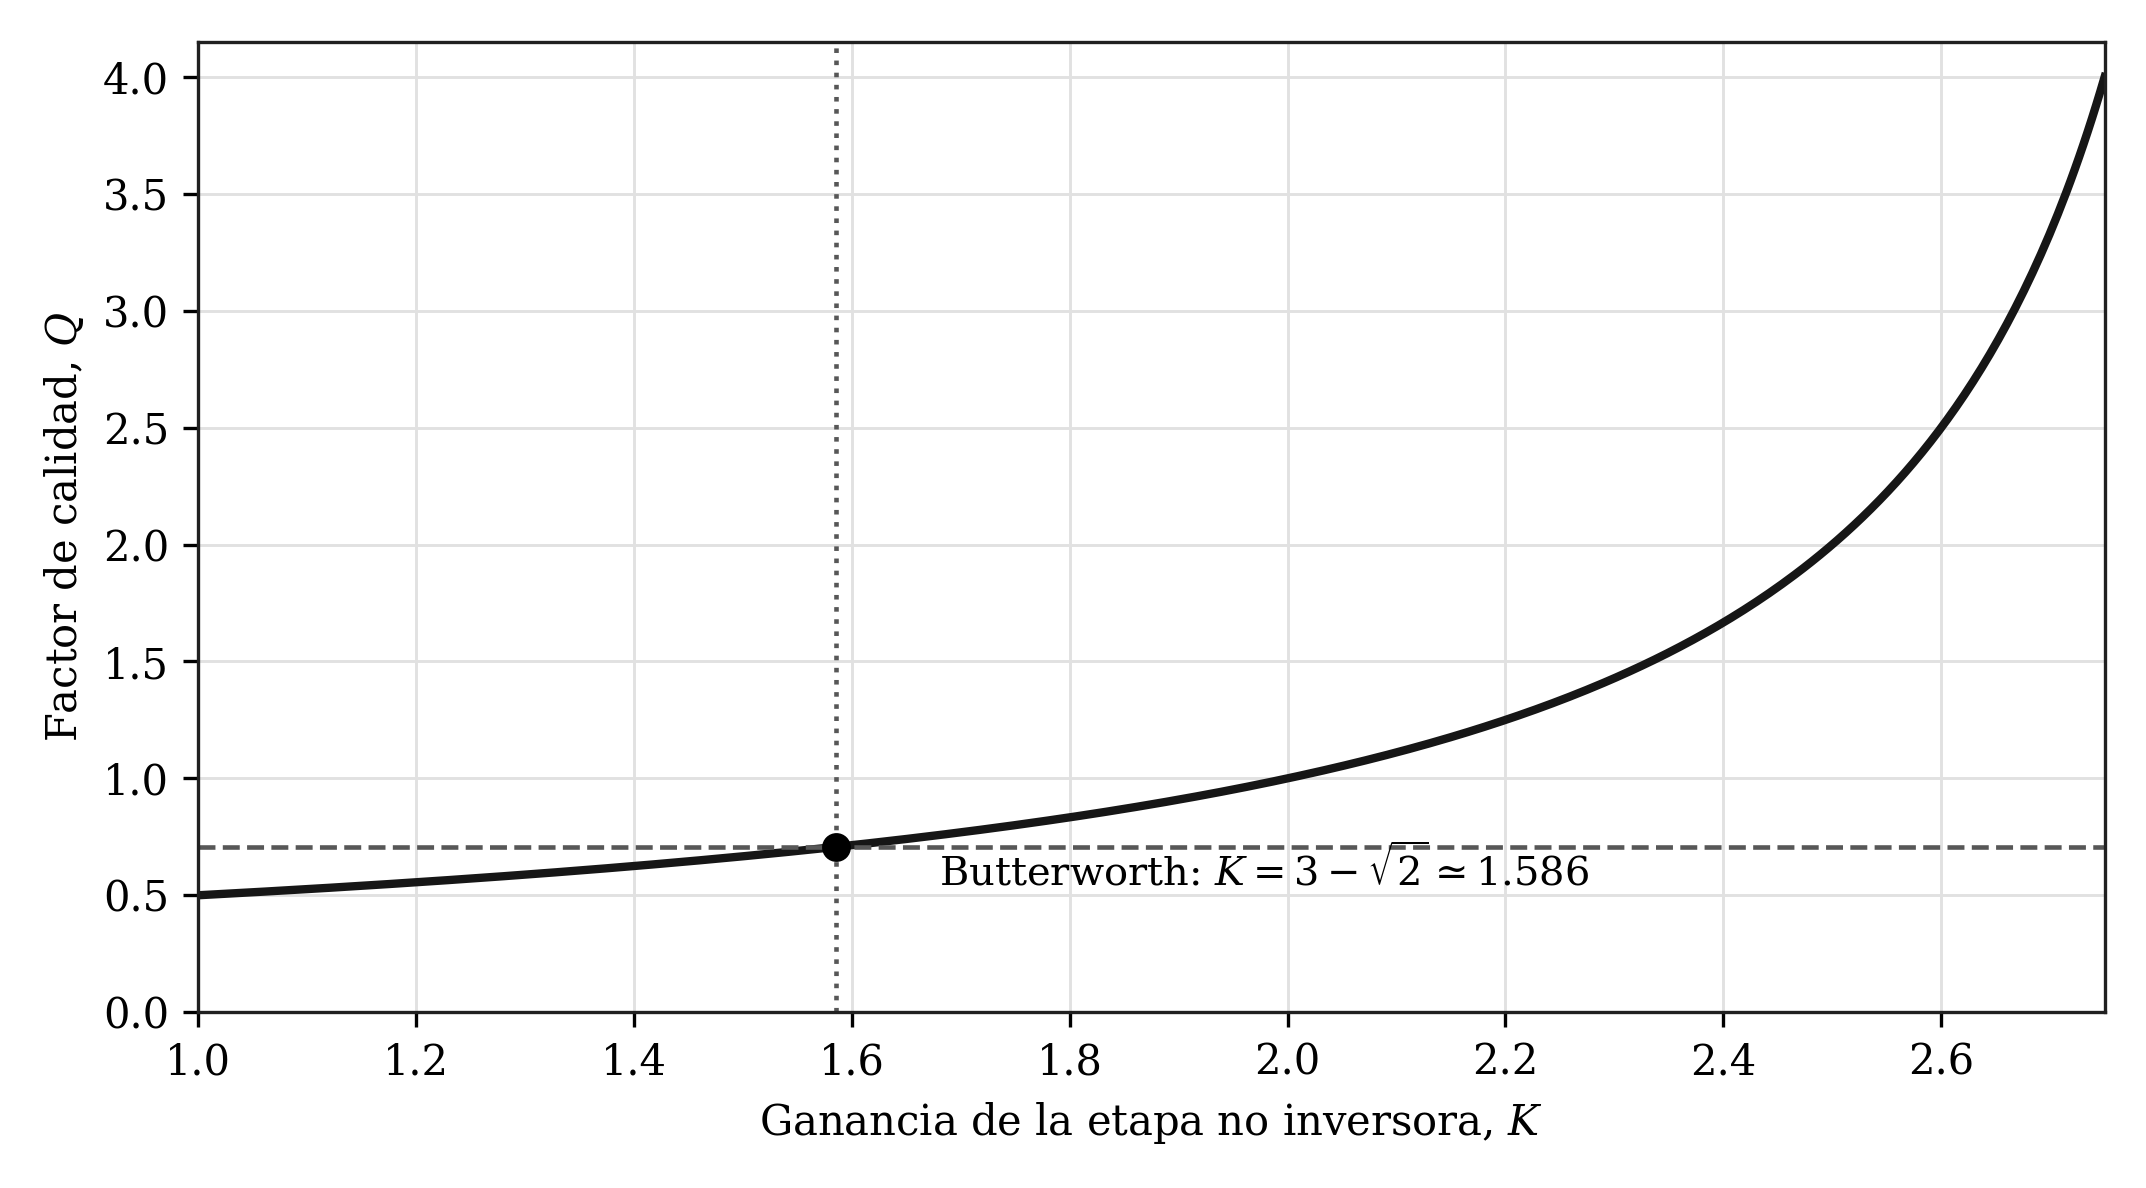 4.0
3.5
3.0
2.5
2.0
1.5
1.0
0.5
0.0
Factor de calidad, Q
Butterworth: K = 3 − √2 ≃ 1.586
1.0 1.2 1.4 1.6 1.8 2.0 2.2 2.4 2.6
Ganancia de la etapa no inversora, K